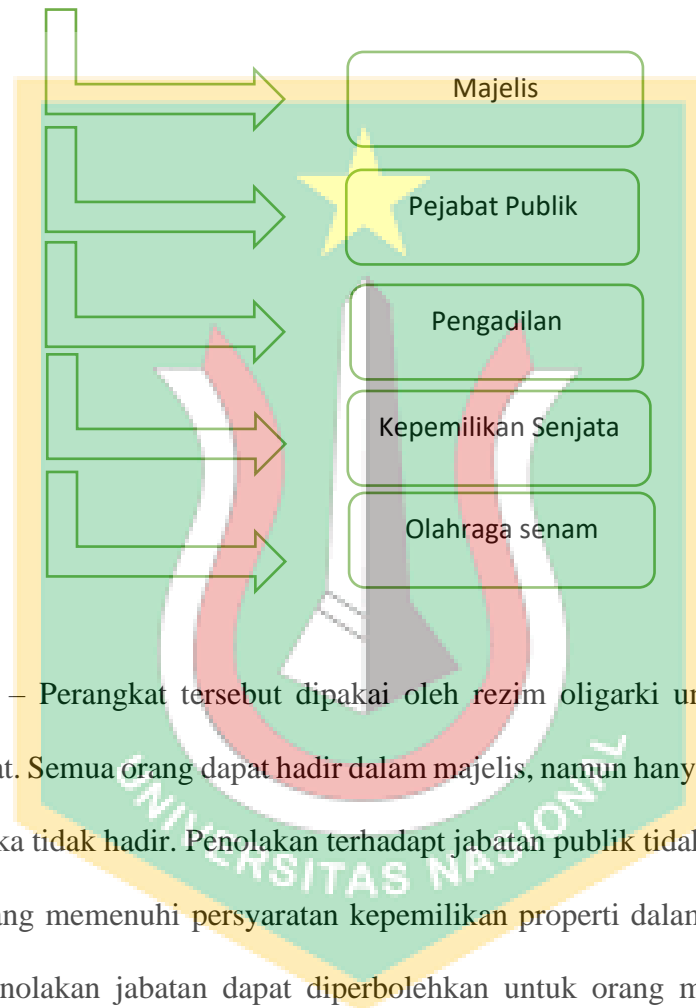 Majelis
Pejabat Publik
Pengadilan
Kepemilikan Senjata
Olahraga senam
– Perangkat tersebut dipakai oleh rezim oligarki
at. Semua orang dapat hadir dalam majelis, namun hany
ka tidak hadir. Penolakan terhadapt jabatan publik tidak
ang memenuhi persyaratan kepemilikan properti dalam
nolakan jabatan dapat diperbolehkan untuk orang m
UNIVERSITAS NASIONAL